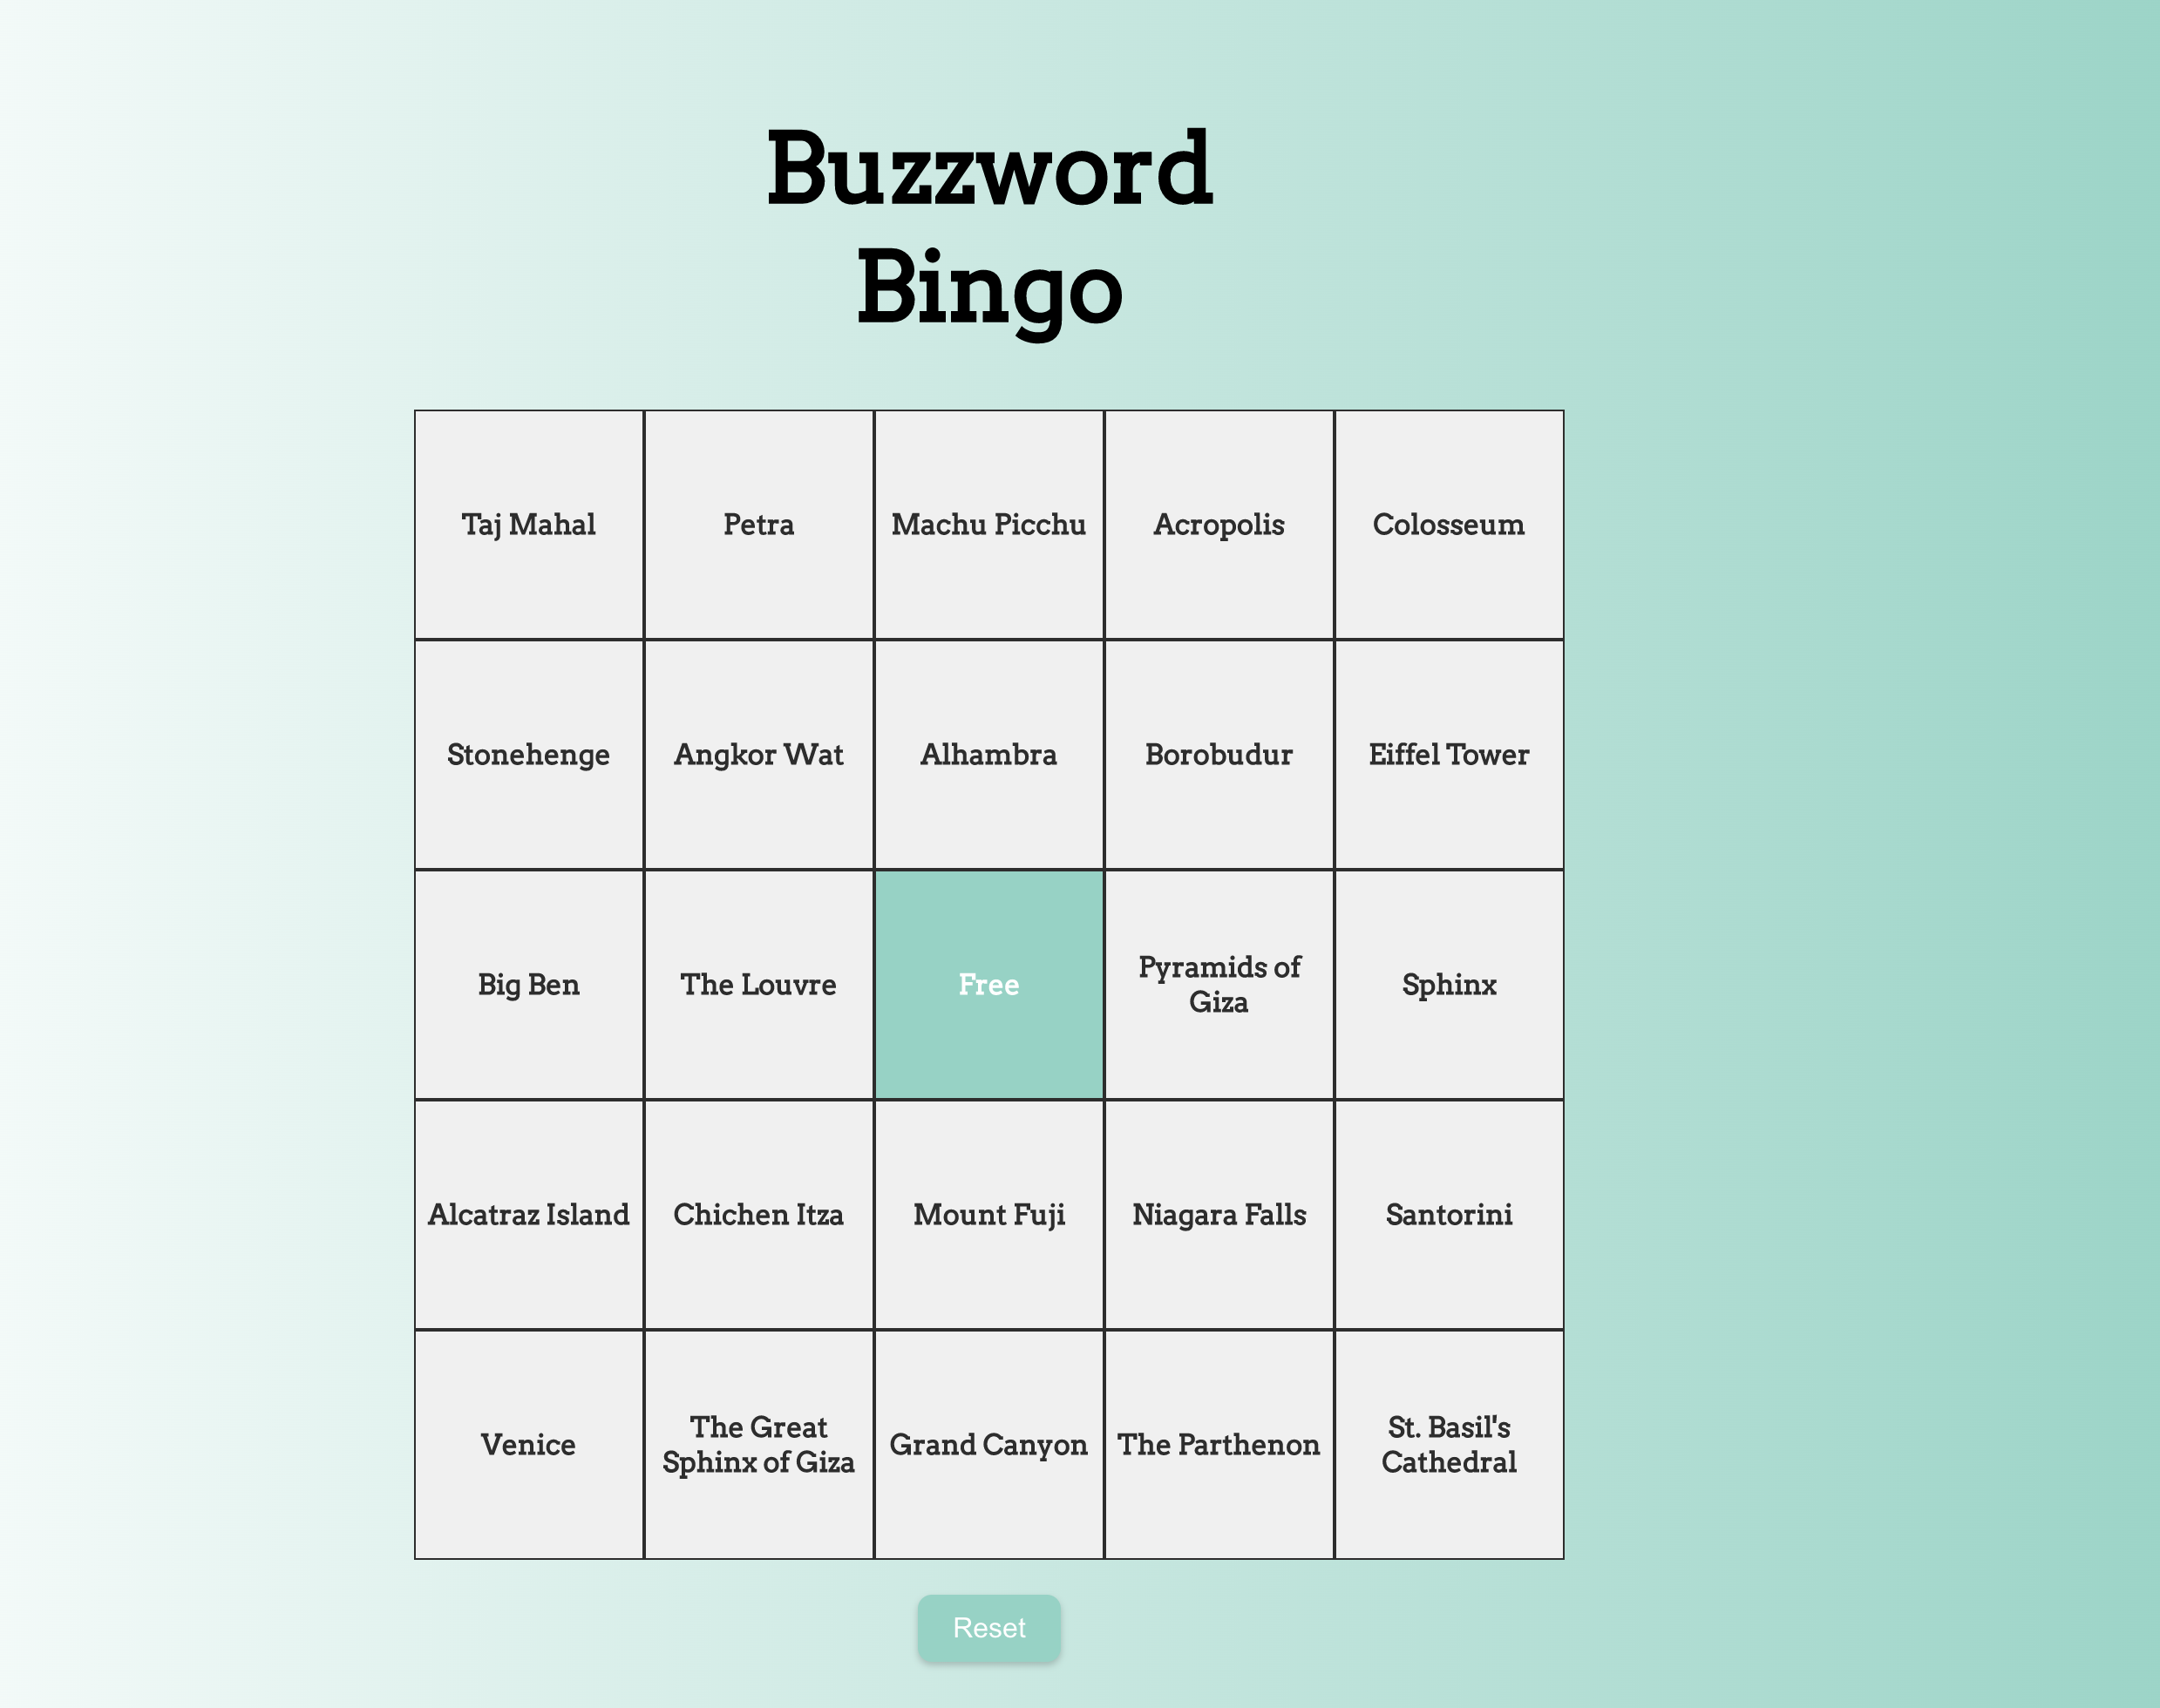 Buzzword
Bingo
Taj Mahal
Petra
Machu Picchu
Acropolis
Colosseum
Stonehenge
Angkor Wat
Alhambra
Borobudur
Eiffel Tower
Big Ben
The Louvre
Free
Pyramids of
Giza
Sphinx
Alcatraz Island
Chichen Itza
Mount Fuji
Niagara Falls
Santorini
Venice
The Great
Sphinx of Giza
Grand Canyon
The Parthenon
St. Basil's
Cathedral
Reset